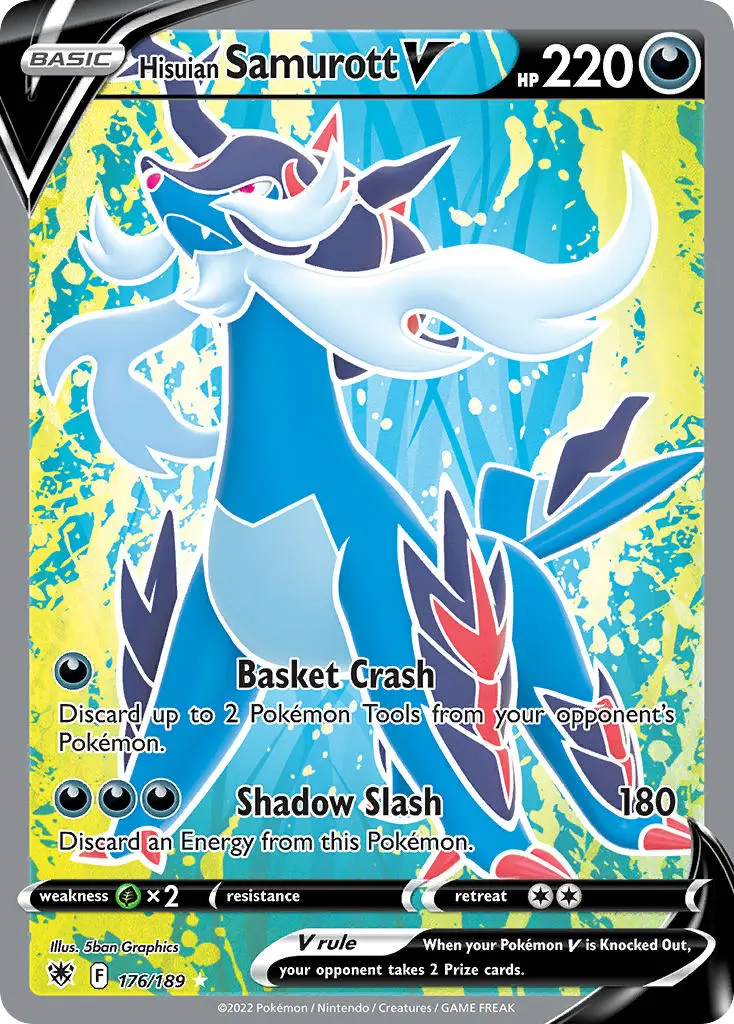 BASIC
Hisuian Samurott V
HP 220
Basket Crash
Discard up to 2 Pokémon Tools from your opponent's
Pokémon.
Shadow Slash 180
Discard an Energy from this Pokémon.
weakness ×2 resistance retreat
Illus. 5ban Graphics
V rule When your Pokémon V is Knocked Out,
your opponent takes 2 Prize cards.
F 176/189
©2022 Pokémon / Nintendo / Creatures / GAME FREAK